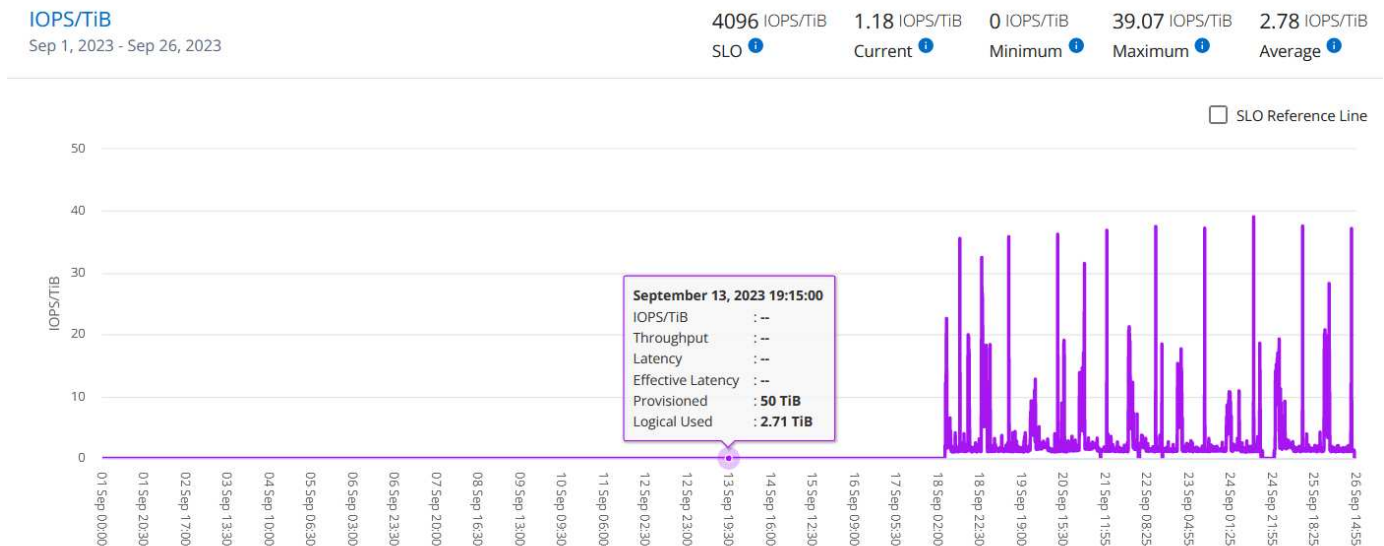 IOPS/TiB
Sep 1, 2023 - Sep 26, 2023
4096 IOPS/TiB
SLO
1.18 IOPS/TiB
Current
0 IOPS/TiB
Minimum
39.07 IOPS/TiB
Maximum
2.78 IOPS/TiB
Average
SLO Reference Line
IOPS/TiB
50
40
30
20
10
0
September 13, 2023 19:15:00
IOPS/TiB : --
Throughput : --
Latency : --
Effective Latency : --
Provisioned : 50 TiB
Logical Used : 2.71 TiB
01 Sep 00:00
01 Sep 20:30
02 Sep 17:00
03 Sep 13:30
04 Sep 10:00
05 Sep 06:30
06 Sep 03:00
06 Sep 23:30
07 Sep 20:00
08 Sep 16:30
09 Sep 13:00
10 Sep 09:30
11 Sep 06:00
12 Sep 02:30
12 Sep 23:00
13 Sep 19:30
14 Sep 16:00
15 Sep 12:30
16 Sep 09:00
17 Sep 05:30
18 Sep 02:00
18 Sep 22:30
19 Sep 19:00
20 Sep 15:30
21 Sep 11:55
22 Sep 08:25
23 Sep 04:55
24 Sep 01:25
24 Sep 21:55
25 Sep 18:25
26 Sep 14:55